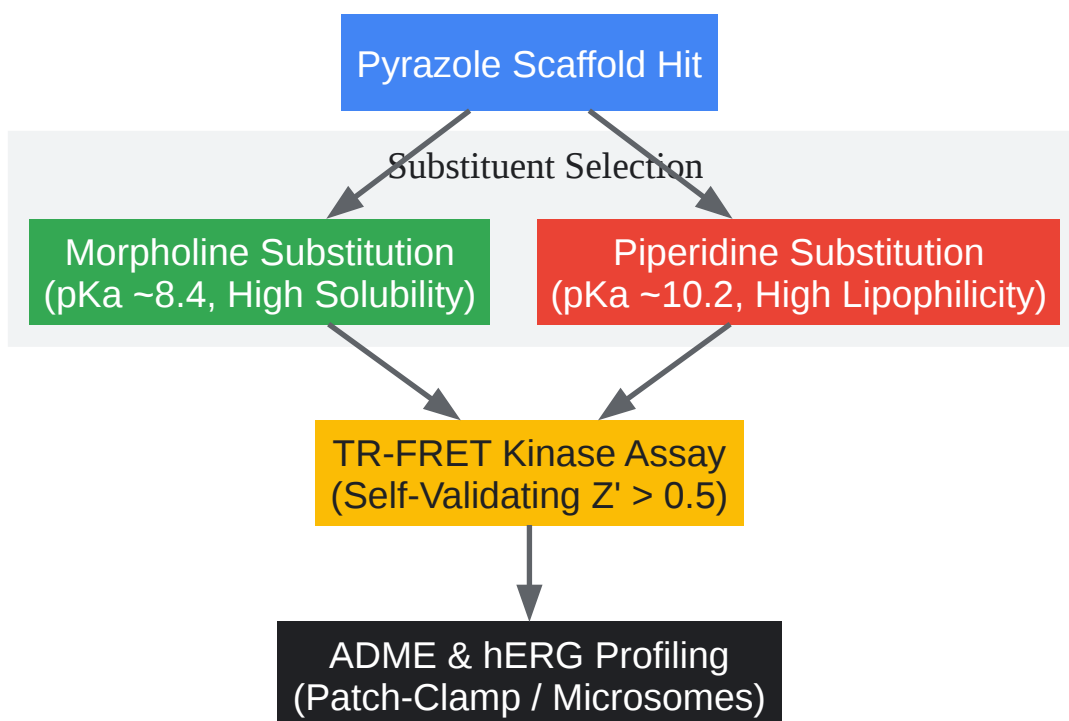 Pyrazole Scaffold Hit
Substituent Selection
Morpholine Substitution
(pKa ~8.4, High Solubility)
Piperidine Substitution
(pKa ~10.2, High Lipophilicity)
TR-FRET Kinase Assay
(Self-Validating Z' > 0.5)
ADME & hERG Profiling
(Patch-Clamp / Microsomes)